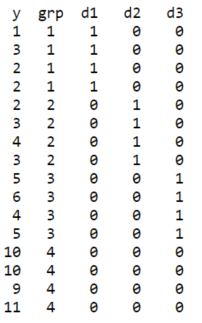 y grp d1 d2 d3
1 1 1 0 0
3 1 1 0 0
2 1 1 0 0
2 1 1 0 0
2 2 0 1 0
3 2 0 1 0
4 2 0 1 0
3 2 0 1 0
5 3 0 0 1
6 3 0 0 1
4 3 0 0 1
5 3 0 0 1
10 4 0 0 0
10 4 0 0 0
9 4 0 0 0
11 4 0 0 0